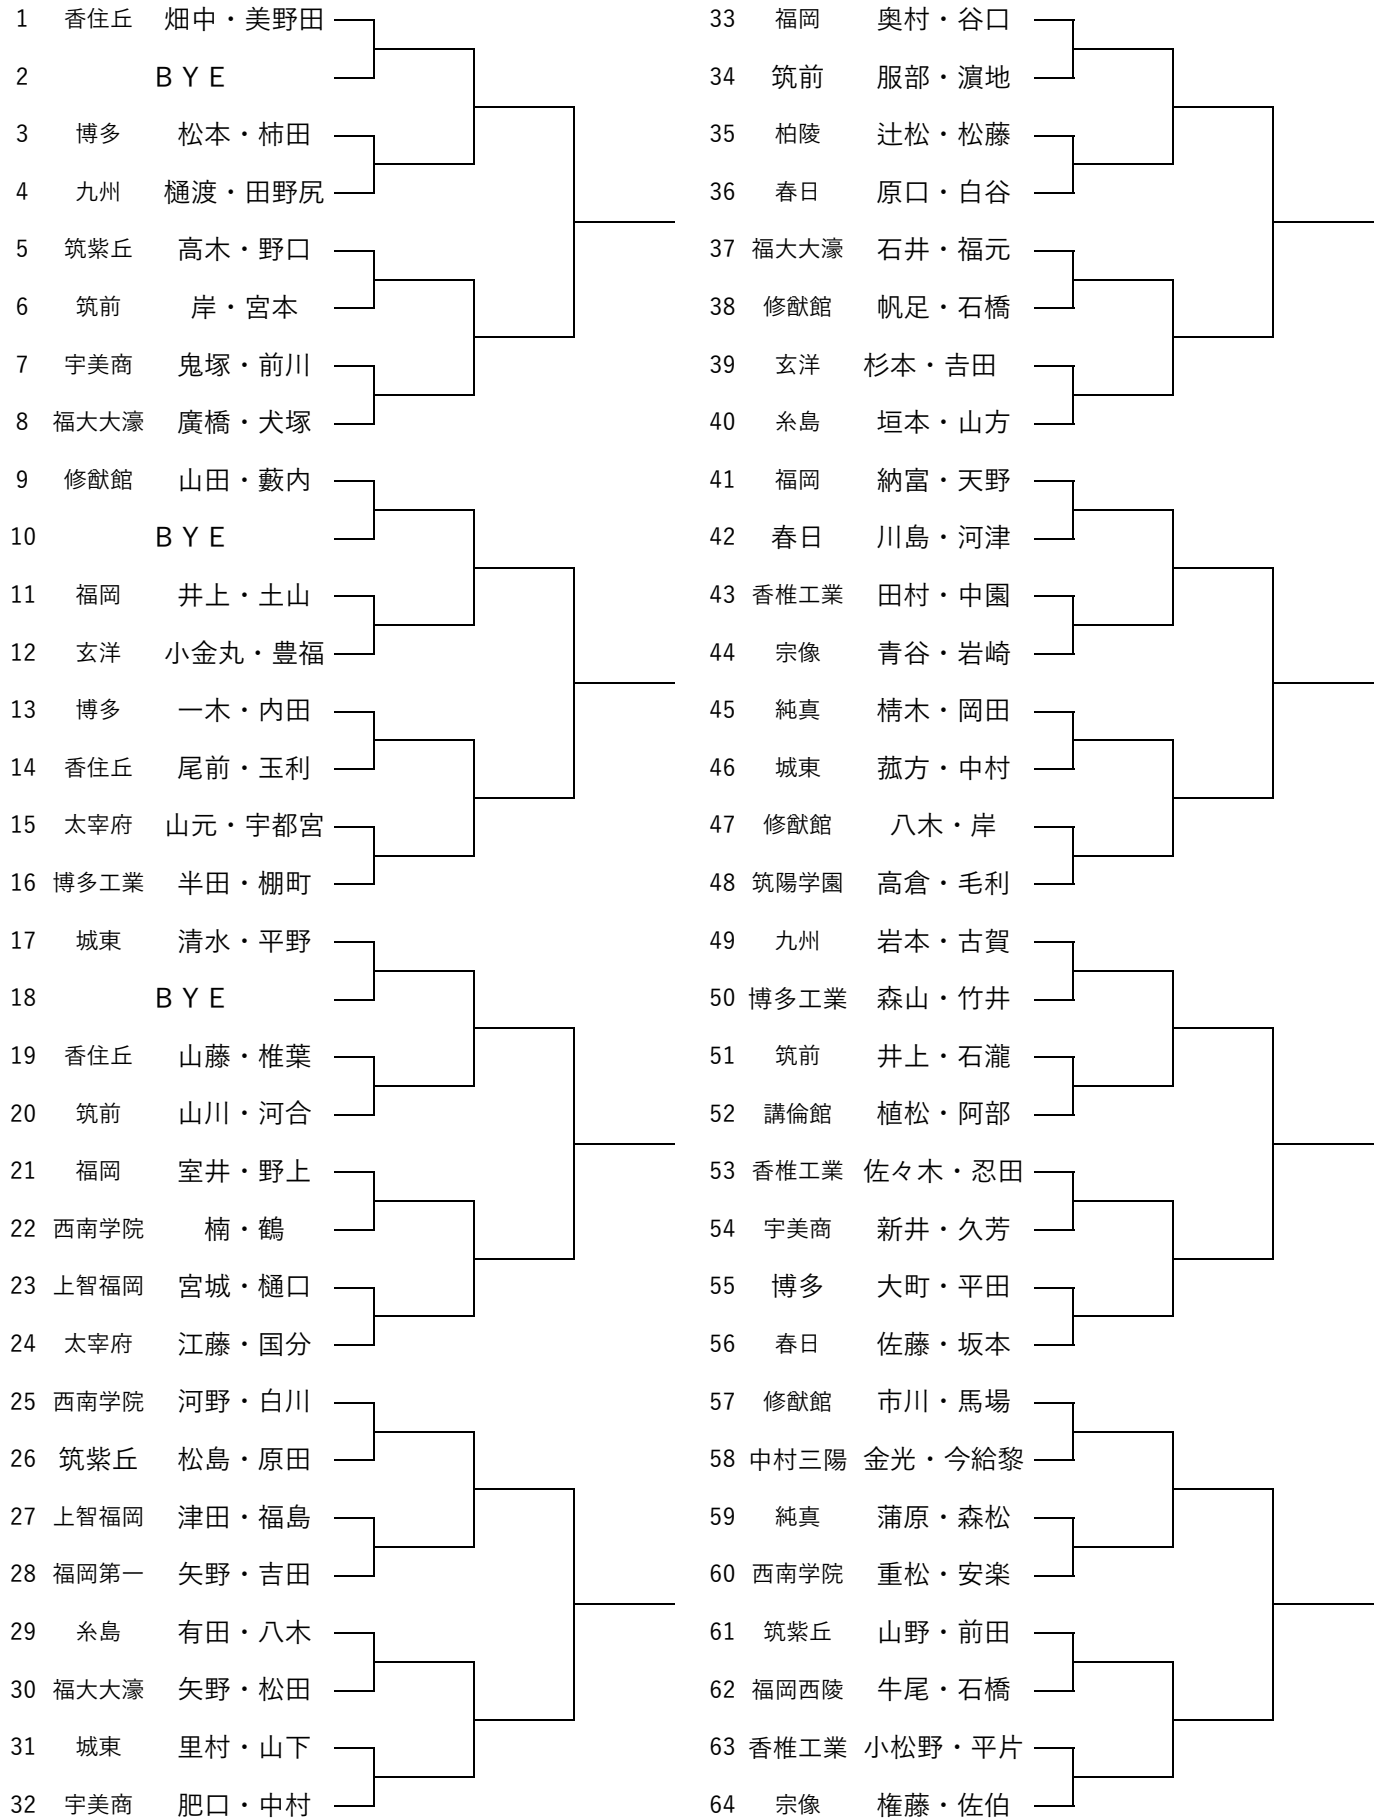 1 香住丘 畑中・美野田
2 ＢＹＥ
3 博多 松本・柿田
4 九州 樋渡・田野尻
5 筑紫丘 高木・野口
6 筑前 岸・宮本
7 宇美商 鬼塚・前川
8 福大大濠 廣橋・犬塚
9 修猷館 山田・藪内
10 ＢＹＥ
11 福岡 井上・土山
12 玄洋 小金丸・豊福
13 博多 一木・内田
14 香住丘 尾前・玉利
15 太宰府 山元・宇都宮
16 博多工業 半田・棚町
17 城東 清水・平野
18 ＢＹＥ
19 香住丘 山藤・椎葉
20 筑前 山川・河合
21 福岡 室井・野上
22 西南学院 楠・鶴
23 上智福岡 宮城・樋口
24 太宰府 江藤・国分
25 西南学院 河野・白川
26 筑紫丘 松島・原田
27 上智福岡 津田・福島
28 福岡第一 矢野・吉田
29 糸島 有田・八木
30 福大大濠 矢野・松田
31 城東 里村・山下
32 宇美商 肥口・中村
33 福岡 奥村・谷口
34 筑前 服部・濵地
35 柏陵 辻松・松藤
36 春日 原口・白谷
37 福大大濠 石井・福元
38 修猷館 帆足・石橋
39 玄洋 杉本・𠮷田
40 糸島 垣本・山方
41 福岡 納富・天野
42 春日 川島・河津
43 香椎工業 田村・中園
44 宗像 青谷・岩崎
45 純真 棈木・岡田
46 城東 菰方・中村
47 修猷館 八木・岸
48 筑陽学園 高倉・毛利
49 九州 岩本・古賀
50 博多工業 森山・竹井
51 筑前 井上・石瀧
52 講倫館 植松・阿部
53 香椎工業 佐々木・忍田
54 宇美商 新井・久芳
55 博多 大町・平田
56 春日 佐藤・坂本
57 修猷館 市川・馬場
58 中村三陽 金光・今給黎
59 純真 蒲原・森松
60 西南学院 重松・安楽
61 筑紫丘 山野・前田
62 福岡西陵 牛尾・石橋
63 香椎工業 小松野・平片
64 宗像 権藤・佐伯